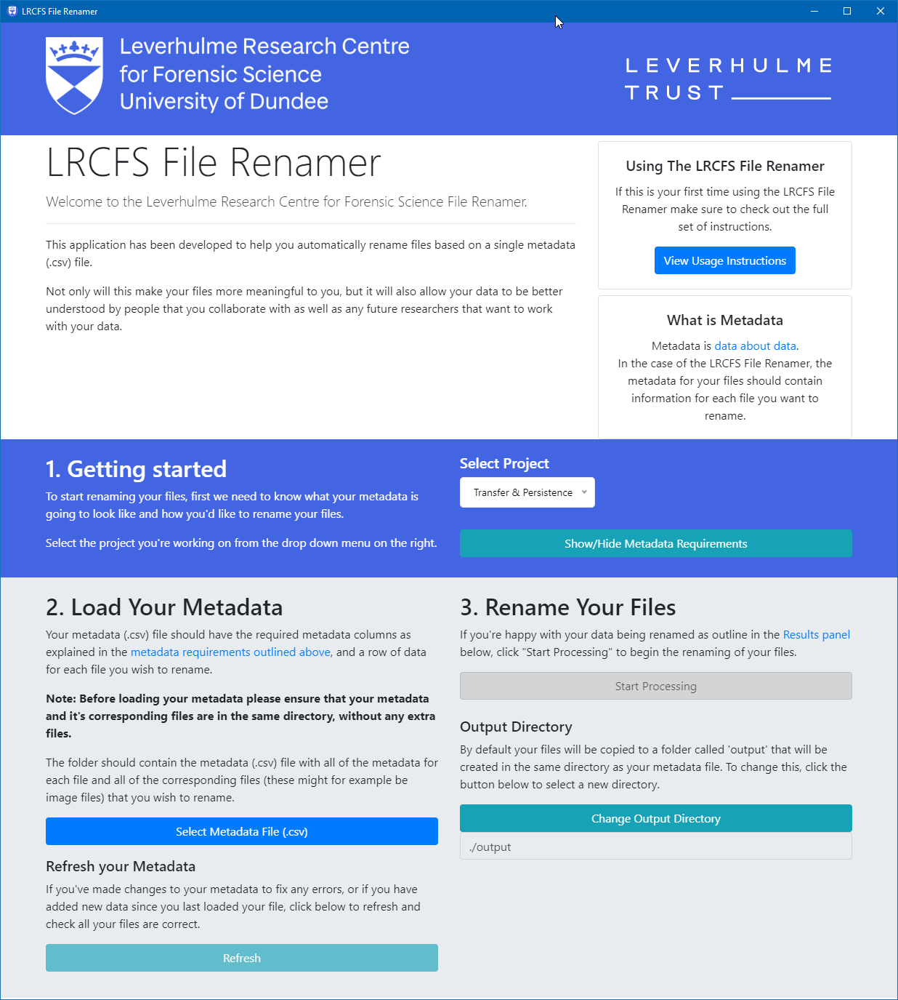 LRCFS File Renamer
Leverhulme Research Centre
for Forensic Science
University of Dundee
LEVERHULME
TRUST
LRCFS File Renamer
Welcome to the Leverhulme Research Centre for Forensic Science File Renamer.
This application has been developed to help you automatically rename files based on a single metadata
(.csv) file.
Not only will this make your files more meaningful to you, but it will also allow your data to be better
understood by people that you collaborate with as well as any future researchers that want to work
with your data.
Using The LRCFS File Renamer
If this is your first time using the LRCFS File
Renamer make sure to check out the full
set of instructions.
View Usage Instructions
What is Metadata
Metadata is data about data.
In the case of the LRCFS File Renamer, the
metadata for your files should contain
information for each file you want to
rename.
1. Getting started
To start renaming your files, first we need to know what your metadata is
going to look like and how you'd like to rename your files.
Select the project you're working on from the drop down menu on the right.
Select Project
Transfer & Persistence
Show/Hide Metadata Requirements
2. Load Your Metadata
Your metadata (.csv) file should have the required metadata columns as
explained in the metadata requirements outlined above, and a row of data
for each file you wish to rename.
Note: Before loading your metadata please ensure that your metadata
and it's corresponding files are in the same directory, without any extra
files.
The folder should contain the metadata (.csv) file with all of the metadata for
each file and all of the corresponding files (these might for example be
image files) that you wish to rename.
Select Metadata File (.csv)
Refresh your Metadata
If you've made changes to your metadata to fix any errors, or if you have
added new data since you last loaded your file, click below to refresh and
check all your files are correct.
Refresh
3. Rename Your Files
If you're happy with your data being renamed as outline in the Results panel
below, click "Start Processing" to begin the renaming of your files.
Start Processing
Output Directory
By default your files will be copied to a folder called 'output' that will be
created in the same directory as your metadata file. To change this, click the
button below to select a new directory.
Change Output Directory
./output